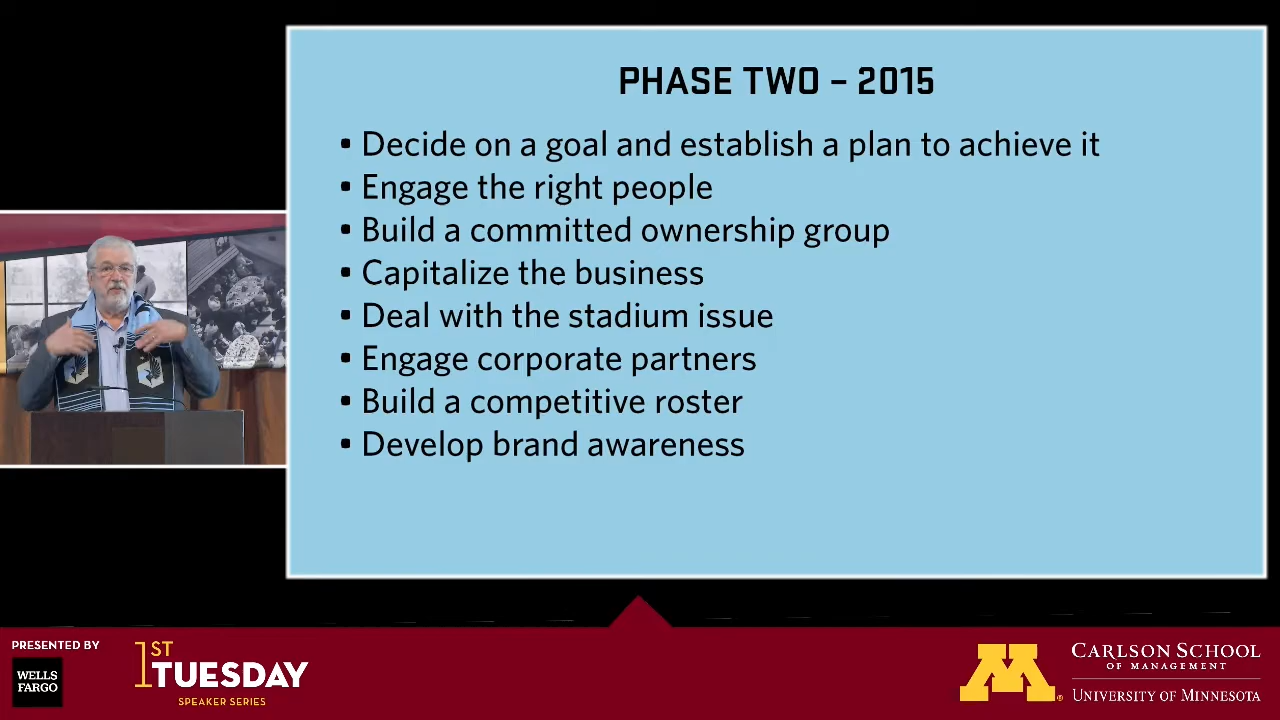 PHASE TWO – 2015
• Decide on a goal and establish a plan to achieve it
• Engage the right people
• Build a committed ownership group
• Capitalize the business
• Deal with the stadium issue
• Engage corporate partners
• Build a competitive roster
• Develop brand awareness
PRESENTED BY
WELLS
FARGO
1ST
TUESDAY
SPEAKER SERIES
M®
CARLSON SCHOOL
OF MANAGEMENT
UNIVERSITY OF MINNESOTA